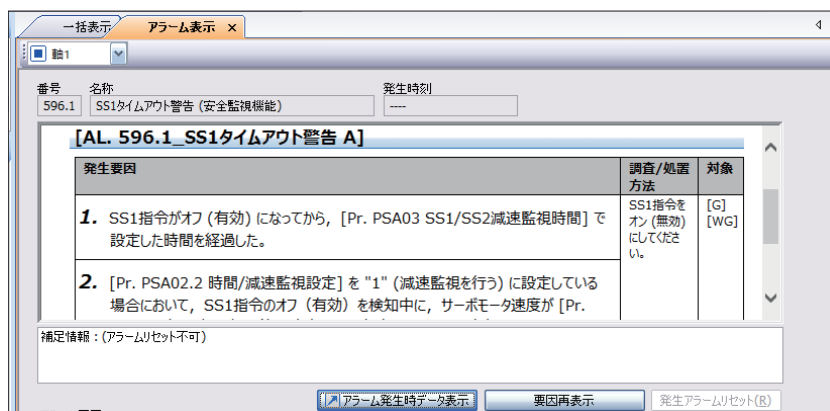 一括表示 アラーム表示 ×
軸1
番号 名称 発生時刻
596.1 SS1タイムアウト警告 (安全監視機能) ----
[AL. 596.1_SS1タイムアウト警告 A]
発生要因 調査/処置 対象
方法
1. SS1指令がオフ (有効) になってから, [Pr. PSA03 SS1/SS2減速監視時間] で SS1指令を [G]
設定した時間を経過した。 オン (無効) [WG]
にしてくださ
い。
2. [Pr. PSA02.2 時間/減速監視設定] を "1" (減速監視を行う) に設定している
場合において, SS1指令のオフ (有効) を検知中に, サーボモータ速度が [Pr.
補足情報 : (アラームリセット不可)
アラーム発生時データ表示 要因再表示 発生アラームリセット(R)